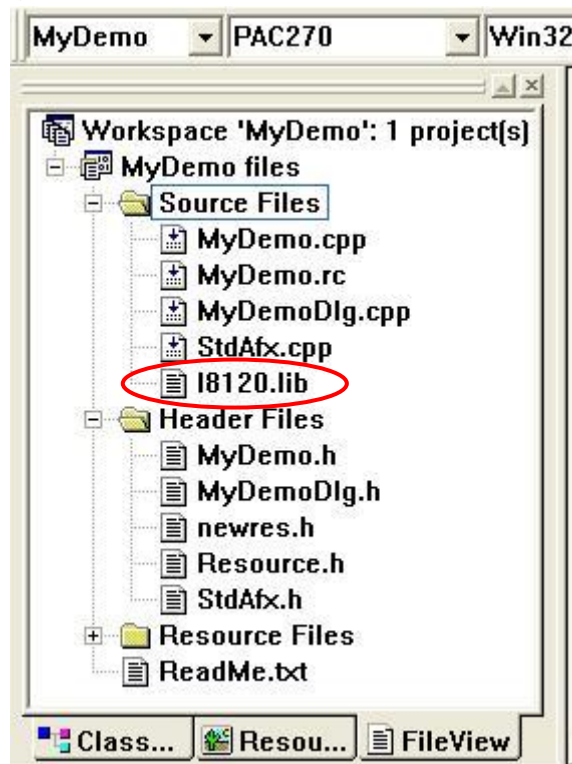 MyDemo PAC270 Win32
Workspace 'MyDemo': 1 project(s)
MyDemo files
Source Files
MyDemo.cpp
MyDemo.rc
MyDemoDlg.cpp
StdAfx.cpp
I8120.lib
Header Files
MyDemo.h
MyDemoDlg.h
newres.h
Resource.h
StdAfx.h
Resource Files
ReadMe.txt
Class... Resou... FileView